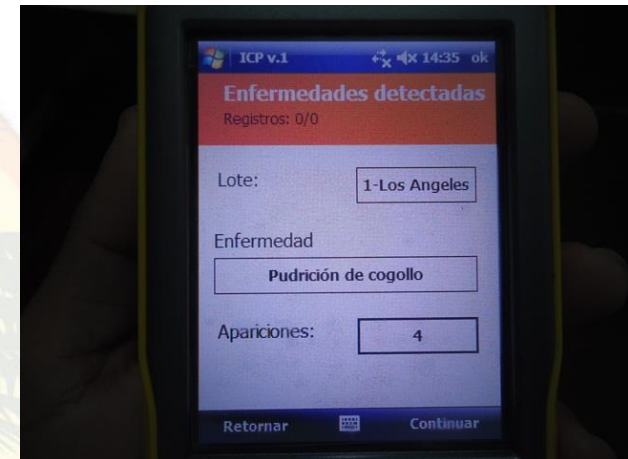 ICP v.1 14:35 ok
Enfermedades detectadas
Registros: 0/0
Lote: 1-Los Angeles
Enfermedad
Pudrición de cogollo
Apariciones: 4
Retornar Continuar